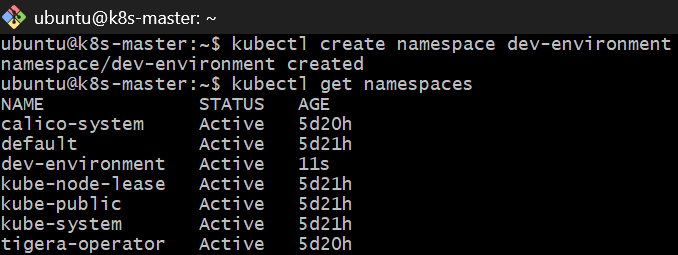 ubuntu@k8s-master: ~
ubuntu@k8s-master:~$ kubectl create namespace dev-environment
namespace/dev-environment created
ubuntu@k8s-master:~$ kubectl get namespaces
NAME              STATUS   AGE
calico-system     Active   5d20h
default           Active   5d21h
dev-environment   Active   11s
kube-node-lease   Active   5d21h
kube-public       Active   5d21h
kube-system       Active   5d21h
tigera-operator   Active   5d20h